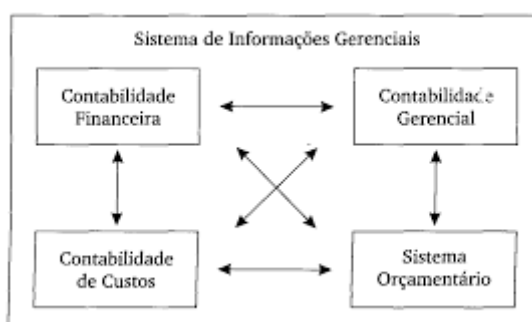 Sistema de Informações Gerenciais
Contabilidade
Financeira
Contabilidade
Gerencial
Contabilidade
de Custos
Sistema
Orçamentário